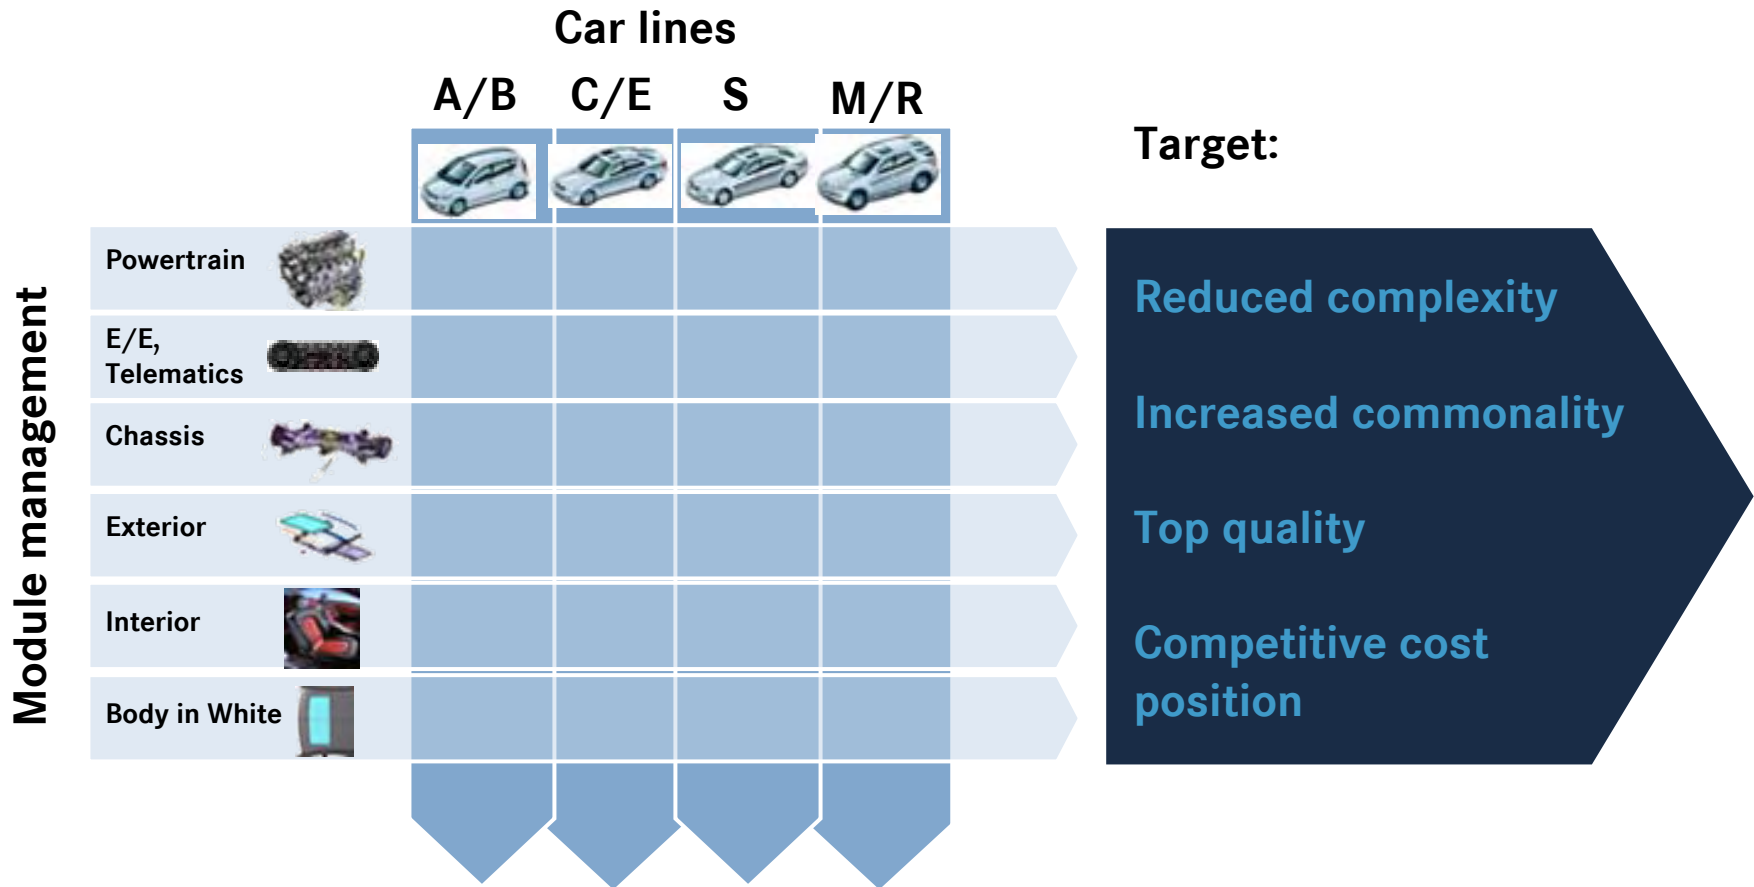 Car lines
A/B C/E S M/R
Target:
Module management
Powertrain
E/E,
Telematics
Chassis
Exterior
Interior
Body in White
Reduced complexity
Increased commonality
Top quality
Competitive cost
position